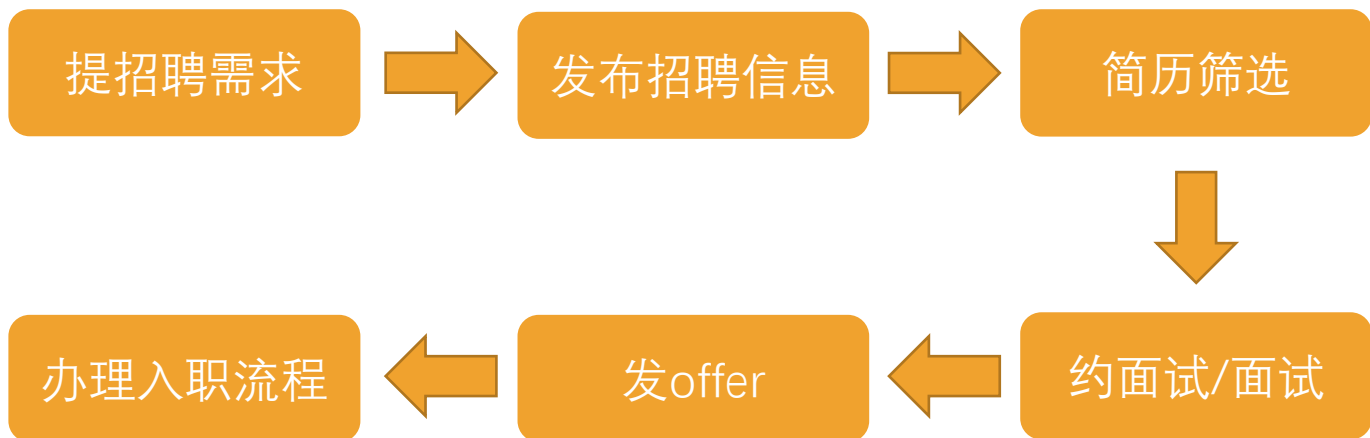 提招聘需求
发布招聘信息
简历筛选
约面试/面试
发offer
办理入职流程